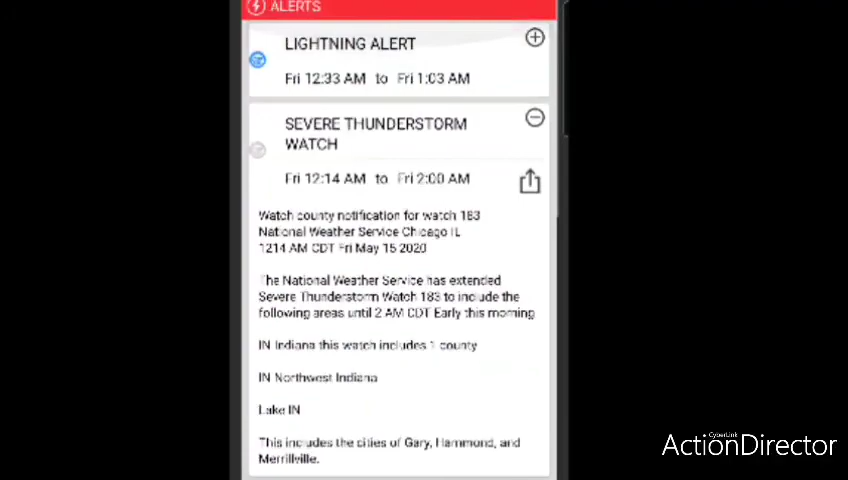 ALERTS
LIGHTNING ALERT
Fri 12:33 AM to Fri 1:03 AM
SEVERE THUNDERSTORM
WATCH
Fri 12:14 AM to Fri 2:00 AM
Watch county notification for watch 183
National Weather Service Chicago IL
1214 AM CDT Fri May 15 2020
The National Weather Service has extended
Severe Thunderstorm Watch 183 to include the
following areas until 2 AM CDT Early this morning
IN Indiana this watch includes 1 county
IN Northwest Indiana
Lake IN
This includes the cities of Gary, Hammond, and
Merrillville.
CyberLink
ActionDirector